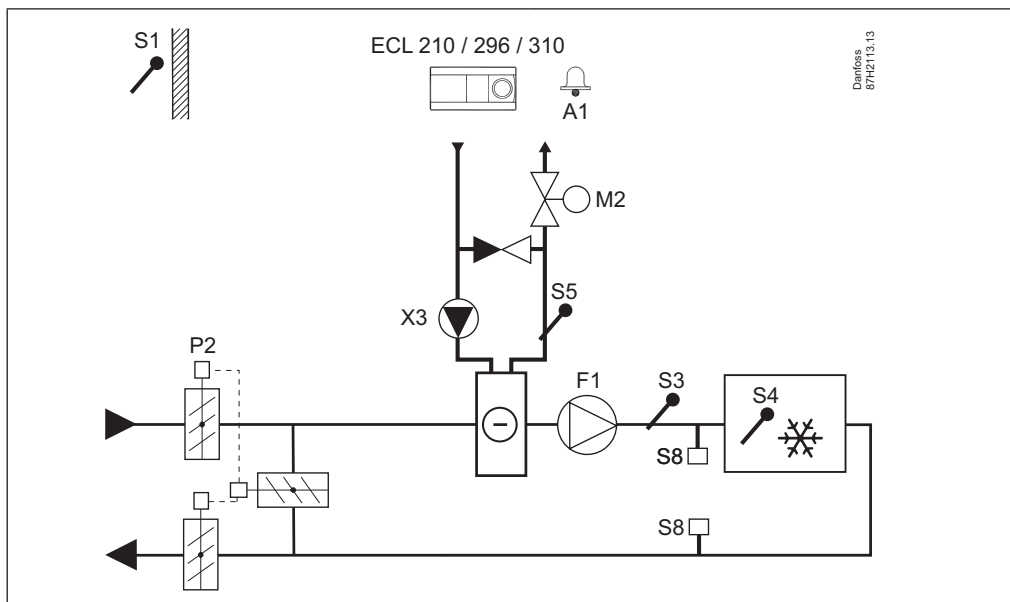 S1
ECL 210 / 296 / 310
Danfoss
87H2113.13
A1
M2
S5
X3
P2
F1
S3
S4
S8
S8